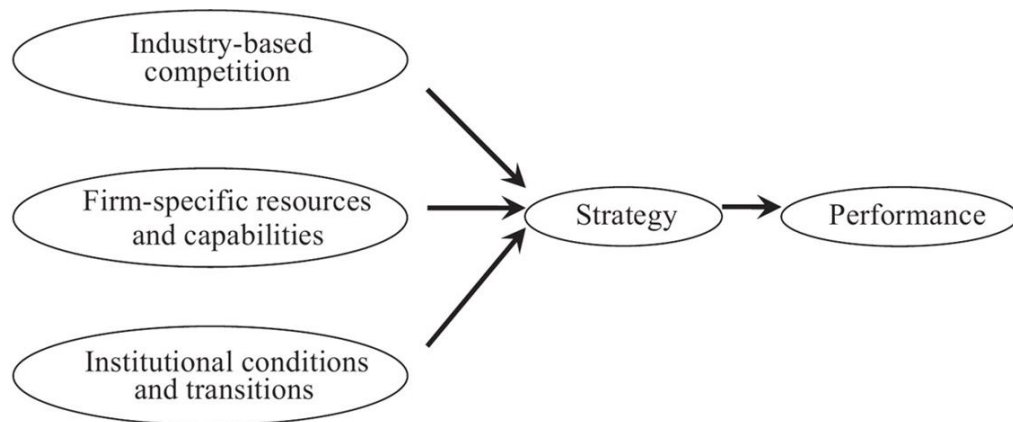 Industry-based
competition
Firm-specific resources
and capabilities
Strategy
Performance
Institutional conditions
and transitions